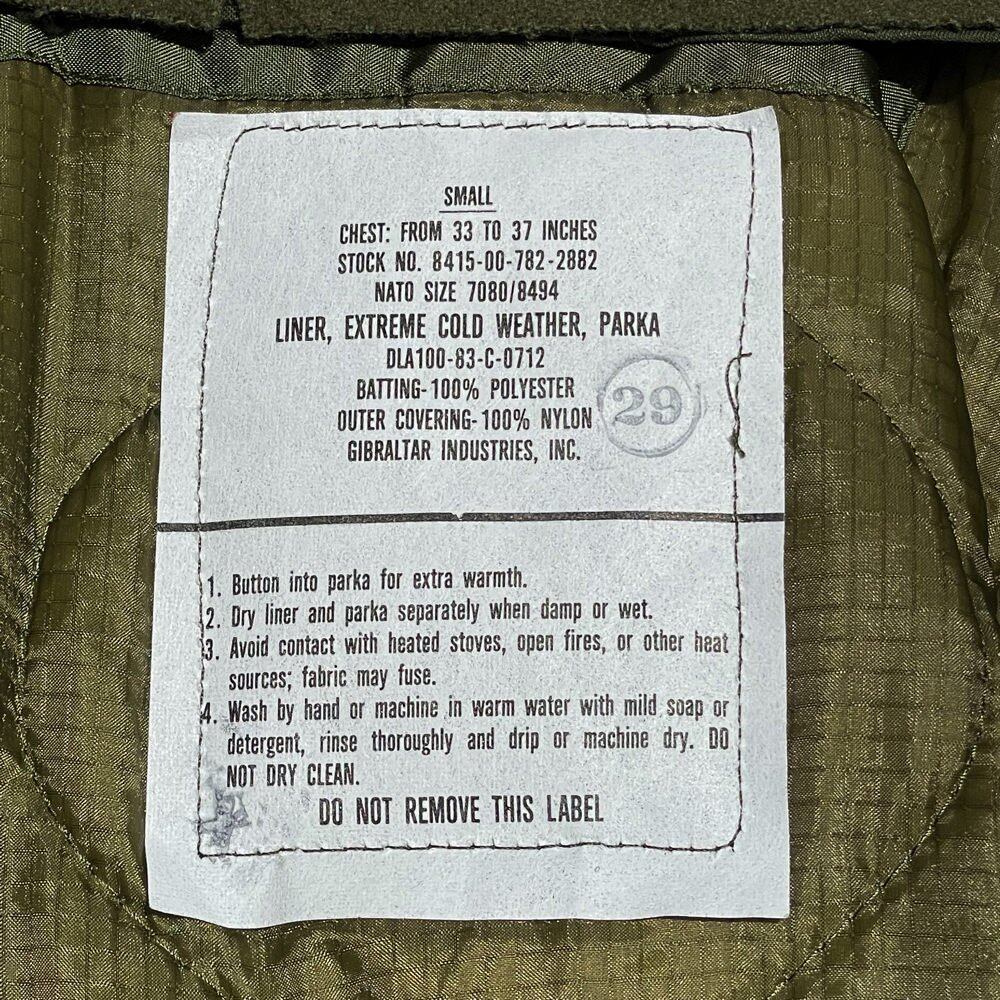 SMALL
CHEST: FROM 33 TO 37 INCHES
STOCK NO. 8415-00-782-2882
NATO SIZE 7080/8494
LINER, EXTREME COLD WEATHER, PARKA
DLA100-83-C-0712
BATTING-100% POLYESTER
OUTER COVERING-100% NYLON
29
GIBRALTAR INDUSTRIES, INC.
1. Button into parka for extra warmth.
2. Dry liner and parka separately when damp or wet.
3. Avoid contact with heated stoves, open fires, or other heat
sources; fabric may fuse.
4. Wash by hand or machine in warm water with mild soap or
detergent, rinse thoroughly and drip or machine dry. DO
NOT DRY CLEAN.
DO NOT REMOVE THIS LABEL